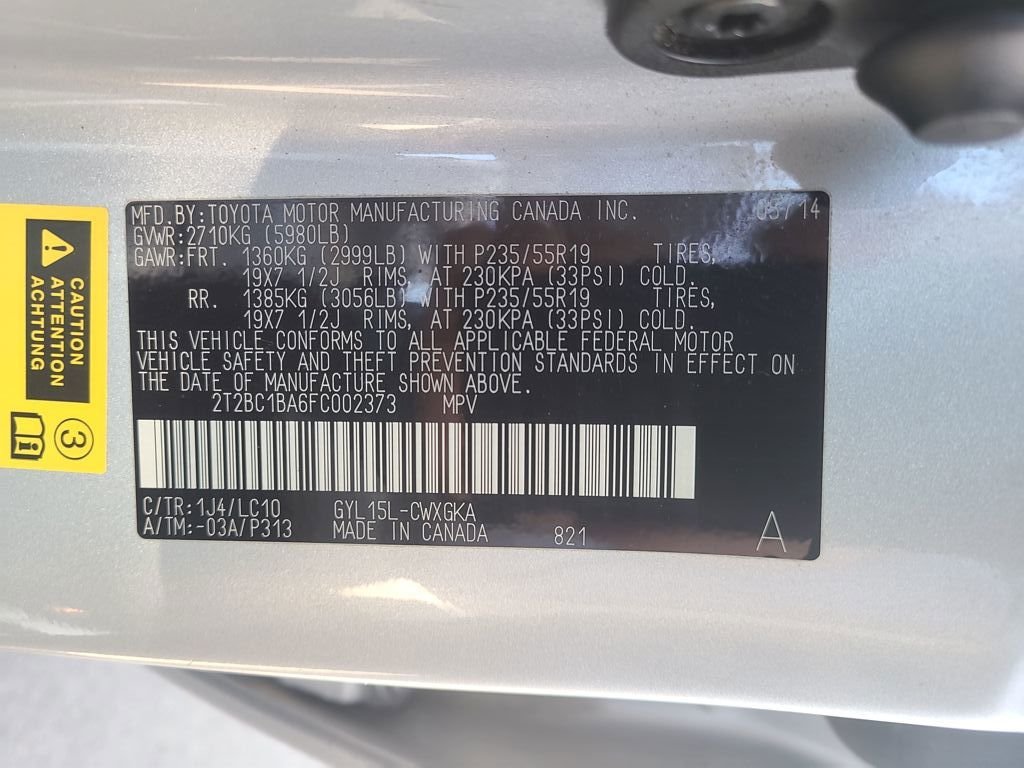 MFD.BY:TOYOTA MOTOR MANUFACTURING CANADA INC. 14
GVWR:2710KG (5980LB)
GAWR:FRT. 1360KG (2999LB) WITH P235/55R19 TIRES,
19X7 1/2J RIMS, AT 230KPA (33PSI) COLD.
RR. 1385KG (3056LB) WITH P235/55R19 TIRES,
19X7 1/2J RIMS, AT 230KPA (33PSI) COLD.
THIS VEHICLE CONFORMS TO ALL APPLICABLE FEDERAL MOTOR
VEHICLE SAFETY AND THEFT PREVENTION STANDARDS IN EFFECT ON
THE DATE OF MANUFACTURE SHOWN ABOVE.
2T2BC1BA6FC002373 MPV
C/TR:1J4/LC10 GYL15L-CWXGKA
A/TM:-03A/P313 MADE IN CANADA 821 A
CAUTION
ATTENTION
ACHTUNG
3